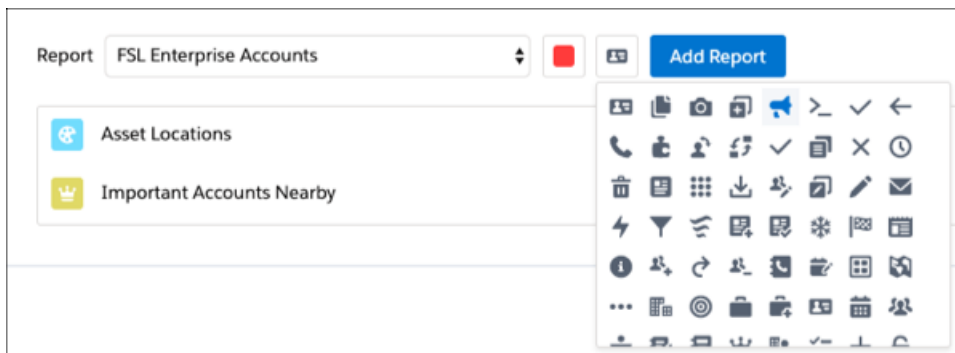 Report FSL Enterprise Accounts Add Report
Asset Locations
Important Accounts Nearby